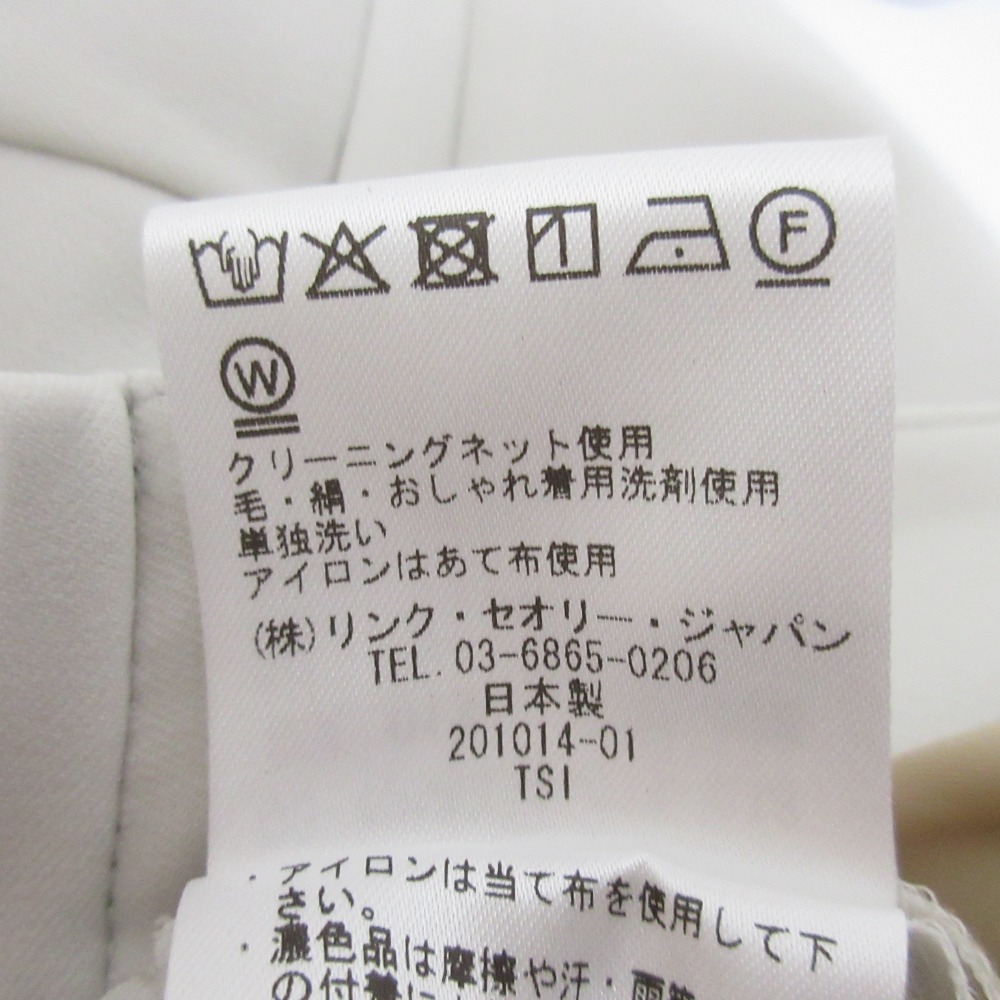 F
W
クリーニングネット使用
毛・絹・おしゃれ着用洗剤使用
単独洗い
アイロンはあて布使用
(株)リンク・セオリー・ジャパン
TEL. 03-6865-0206
日本製
201014-01
TSI
・アイロンは当て布を使用して下
さい。
・濃色品は摩擦や汗・雨等
の付着に